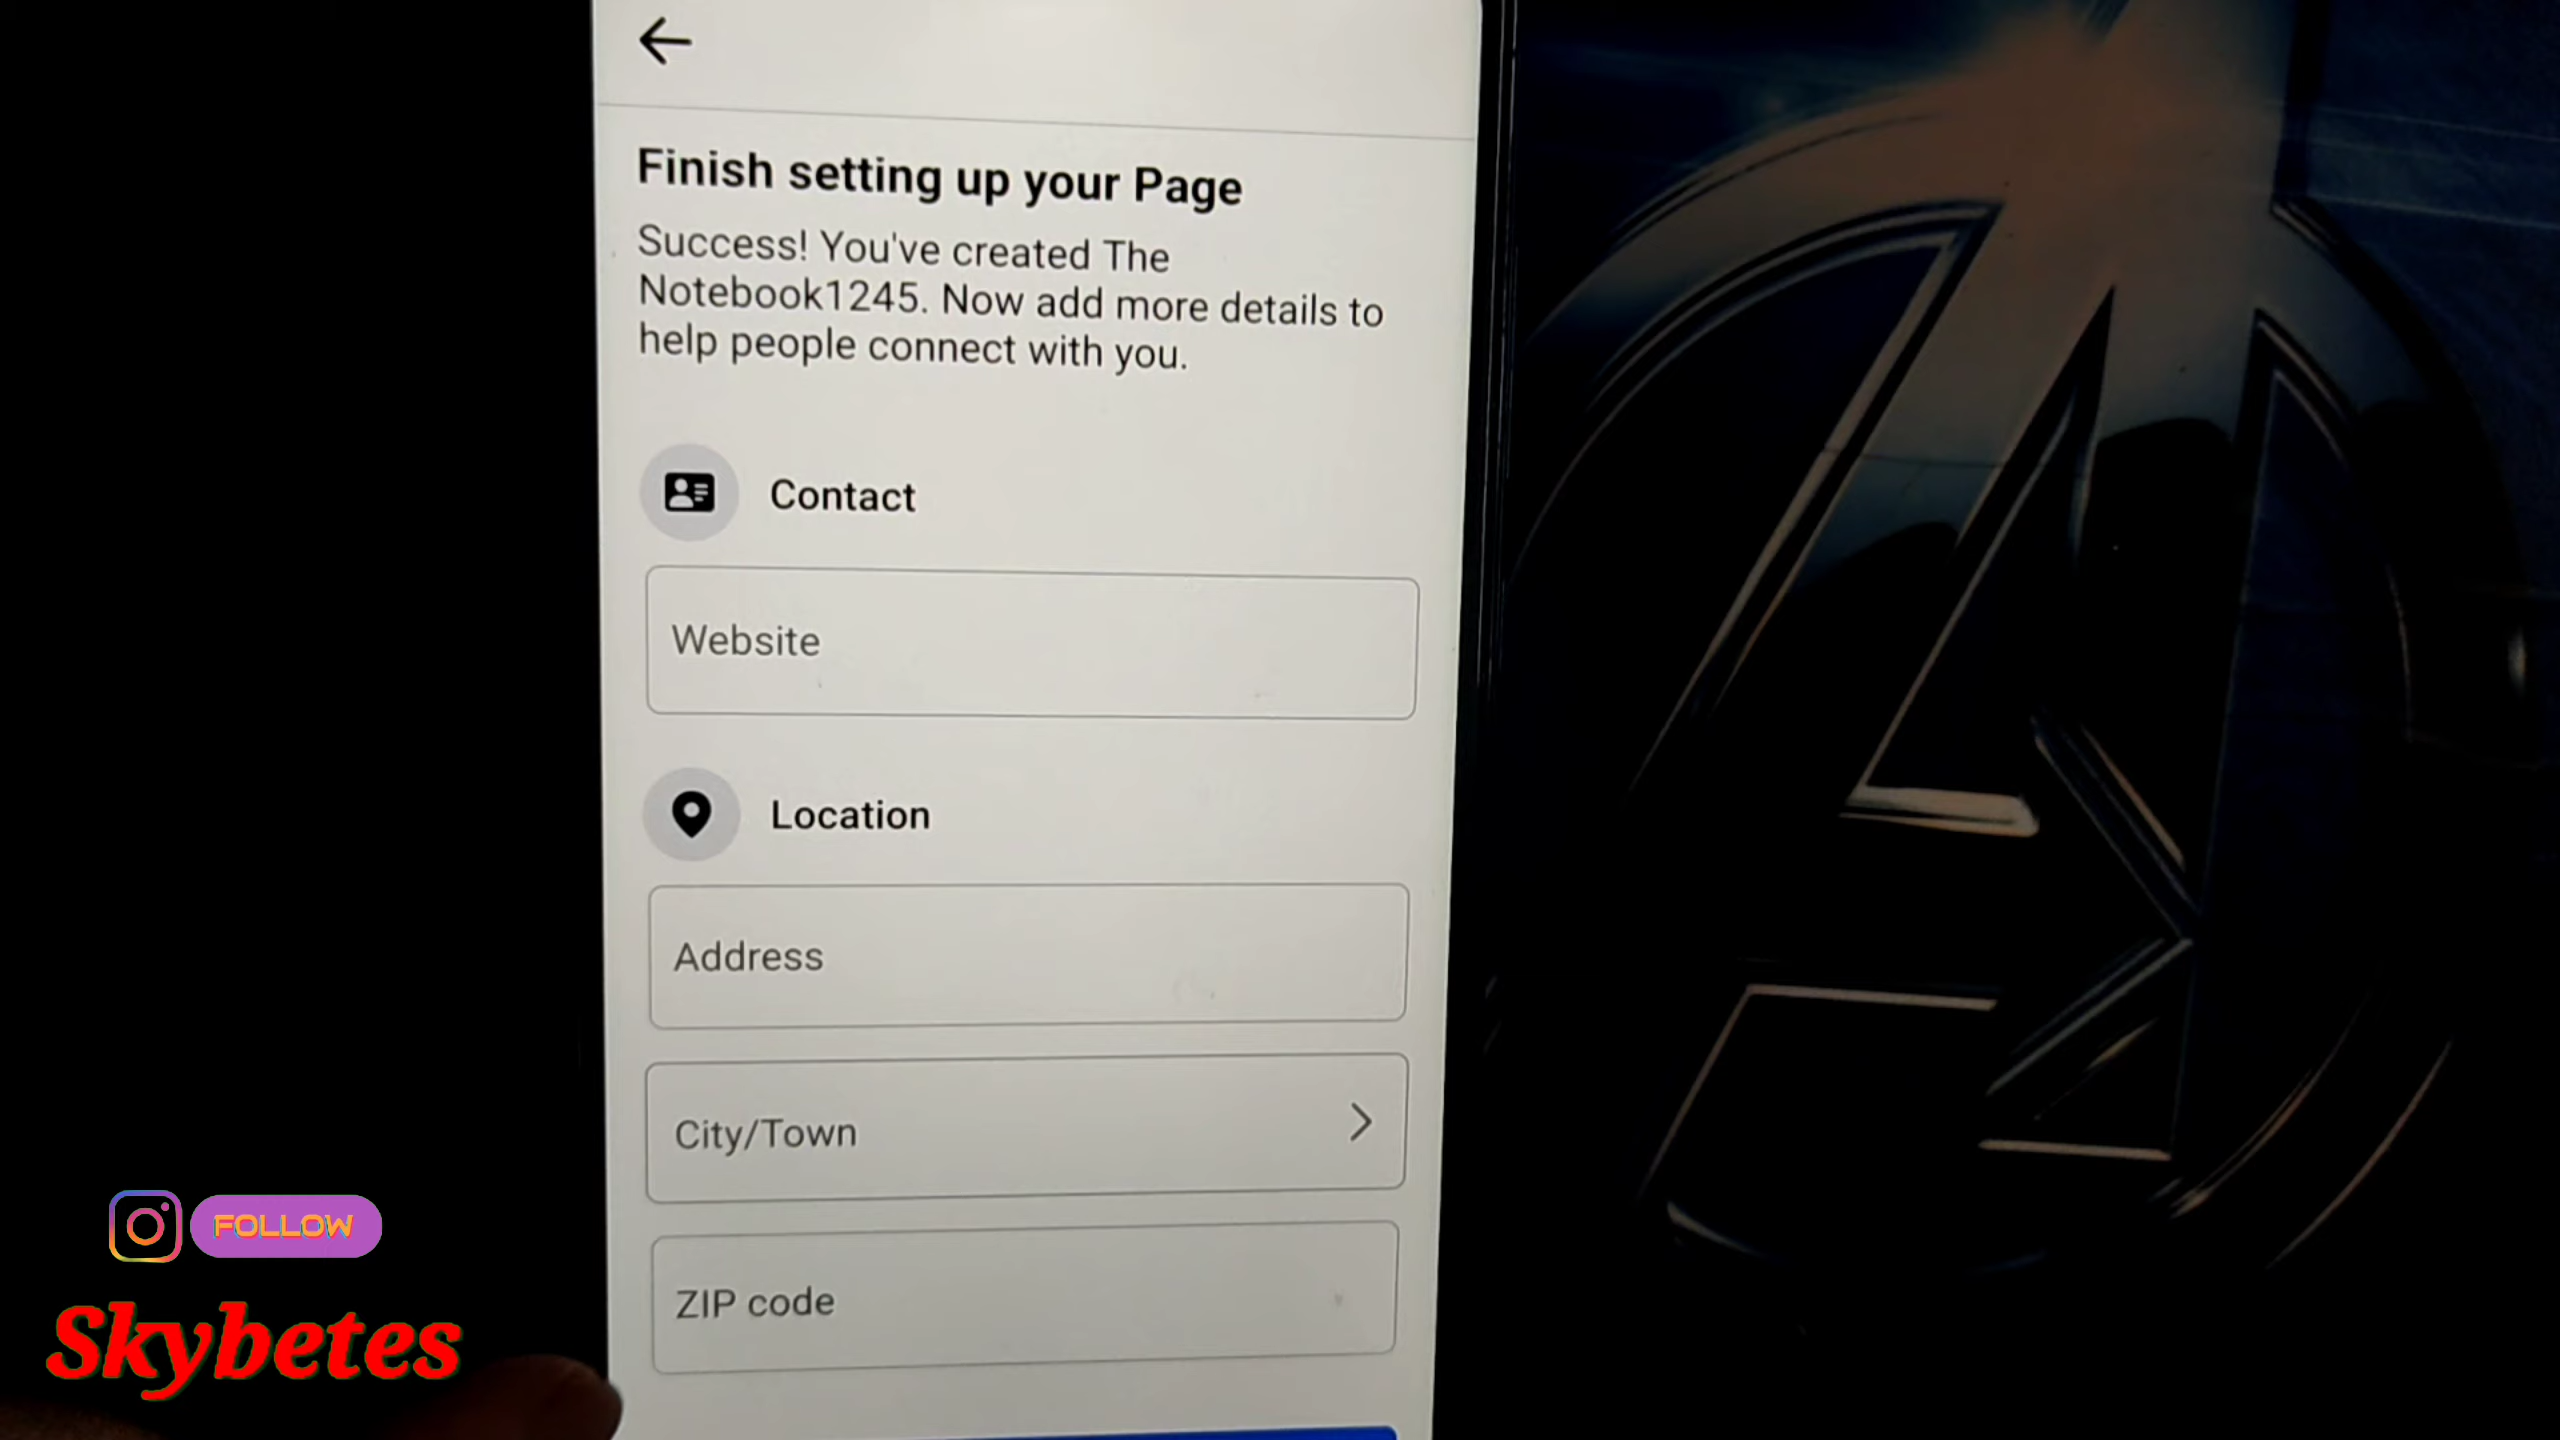 Finish setting up your Page
Success! You've created The
Notebook1245. Now add more details to
help people connect with you.
Contact
Website
Location
Address
City/Town
ZIP code
FOLLOW
Skybetes